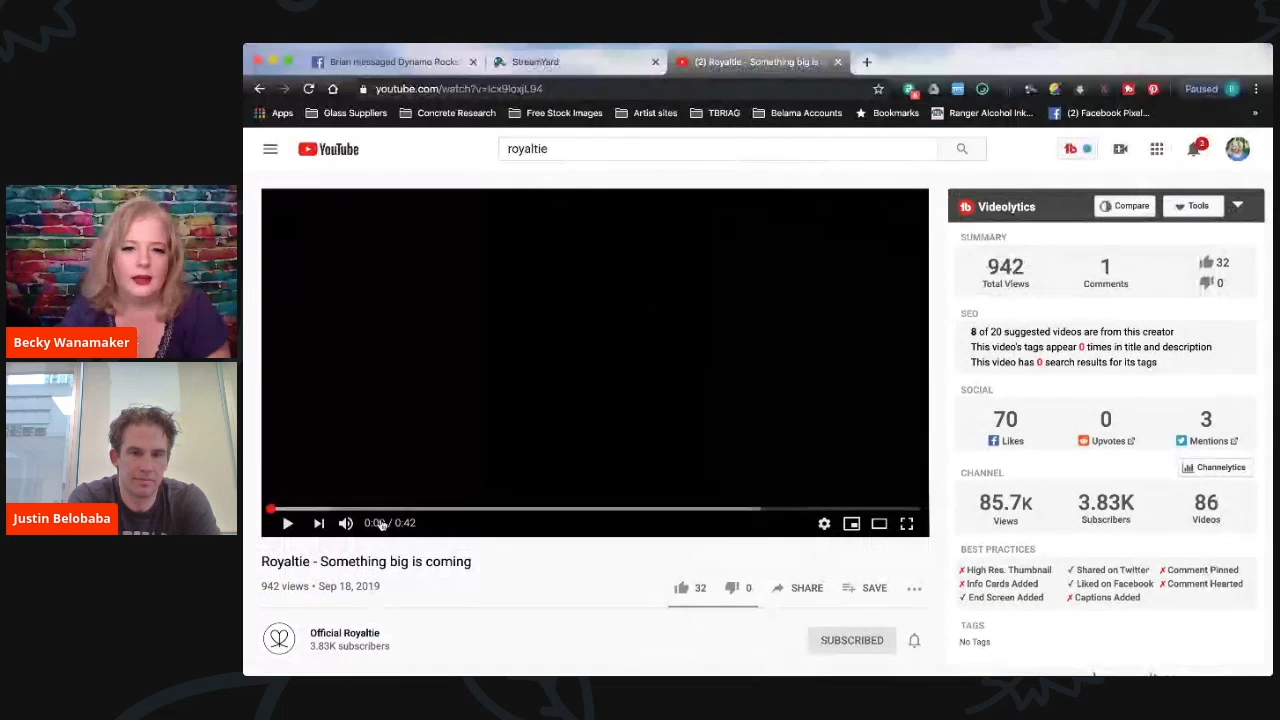 Brian messaged Dynamo Rocks
StreamYard
(2) Royaltie - Something big is
youtube.com/watch?v=
Paused
Apps
Glass Suppliers
Concrete Research
Free Stock Images
Artist sites
TBRIAG
Belama Accounts
Bookmarks
Ranger Alcohol Ink...
(2) Facebook Pixel...
»
YouTube
royaltie
tb
2
Becky Wanamaker
Justin Belobaba
/ 0:42
Royaltie - Something big is coming
942 views • Sep 18, 2019
32
0
SHARE
SAVE
Official Royaltie
3.83K subscribers
SUBSCRIBED
tb Videolytics
Compare
Tools
SUMMARY
942
Total Views
1
Comments
32
0
SEO
8 of 20 suggested videos are from this creator
This video's tags appear 0 times in title and description
This video has 0 search results for its tags
SOCIAL
70
Likes
0
Upvotes
3
Mentions
CHANNEL
Channelytics
85.7K
Views
3.83K
Subscribers
86
Videos
BEST PRACTICES
✗ High Res. Thumbnail
✓ Shared on Twitter
✗ Comment Pinned
✗ Info Cards Added
✓ Liked on Facebook
✗ Comment Hearted
✓ End Screen Added
✗ Captions Added
TAGS
No Tags